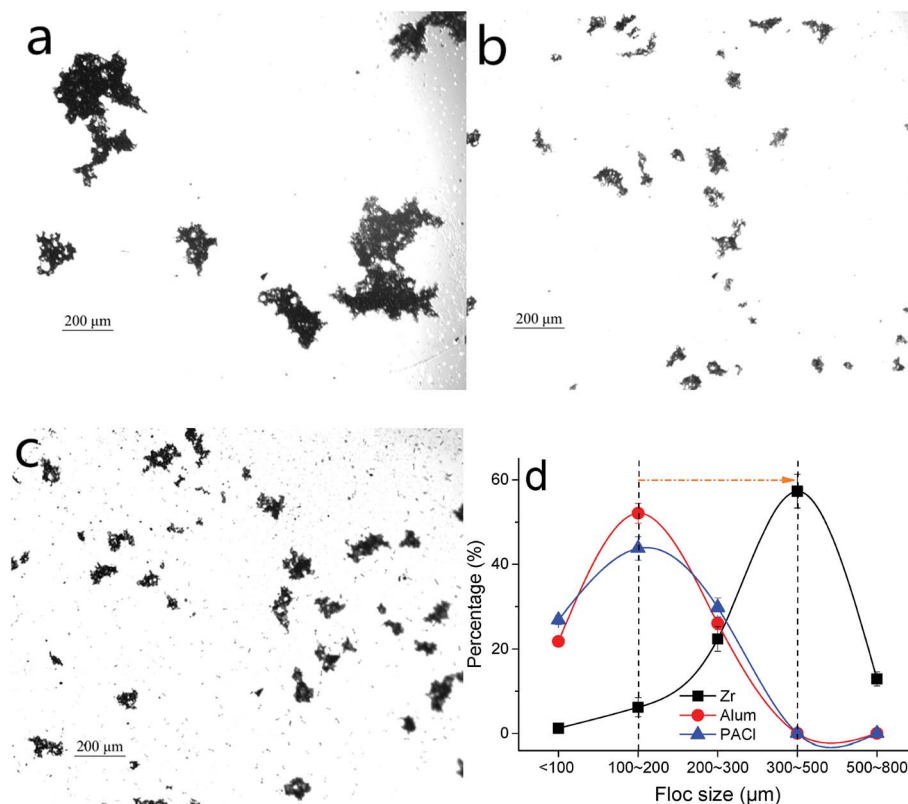 a
200 μm
b
200 μm
c
200 μm
d
Percentage (%)
60
40
20
0
Zr
Alum
PACl
<100
100~200
200~300
300~500
500~800
Floc size (μm)